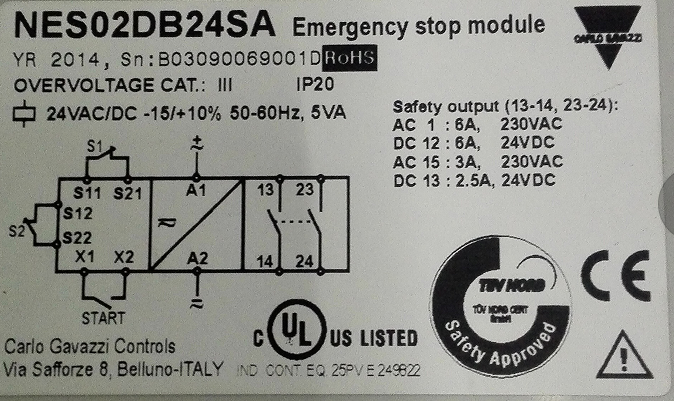 NES02DB24SA Emergency stop module
CARLO GAVAZZI
YR 2014, Sn:B03090069001D RoHS
OVERVOLTAGE CAT.: III IP20
24VAC/DC -15/+10% 50-60Hz, 5VA
Safety output (13-14, 23-24):
AC 1 : 6A, 230VAC
DC 12 : 6A, 24VDC
AC 15 : 3A, 230VAC
DC 13 : 2.5A, 24VDC
S1
S11 S21 A1 13 23
S12
S2
S22
X1 X2 A2 14 24
START
TÜV NORD
TÜV NORD CERT
GmbH
Safety Approved
CE
C UL US LISTED
Carlo Gavazzi Controls
Via Safforze 8, Belluno-ITALY IND. CONT. EQ. 25PV E 249822